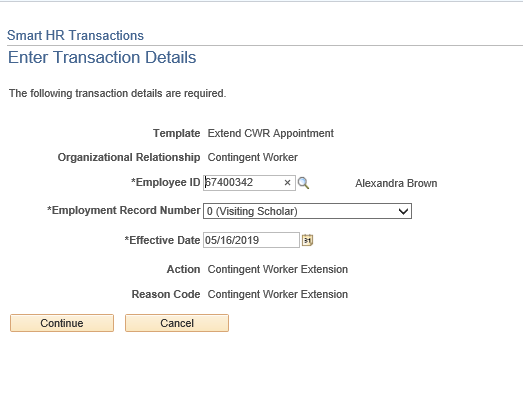 Smart HR Transactions
Enter Transaction Details
The following transaction details are required.
Template Extend CWR Appointment
Organizational Relationship Contingent Worker
*Employee ID 67400342 × Alexandra Brown
*Employment Record Number 0 (Visiting Scholar)
*Effective Date 05/16/2019 31
Action Contingent Worker Extension
Reason Code Contingent Worker Extension
Continue Cancel